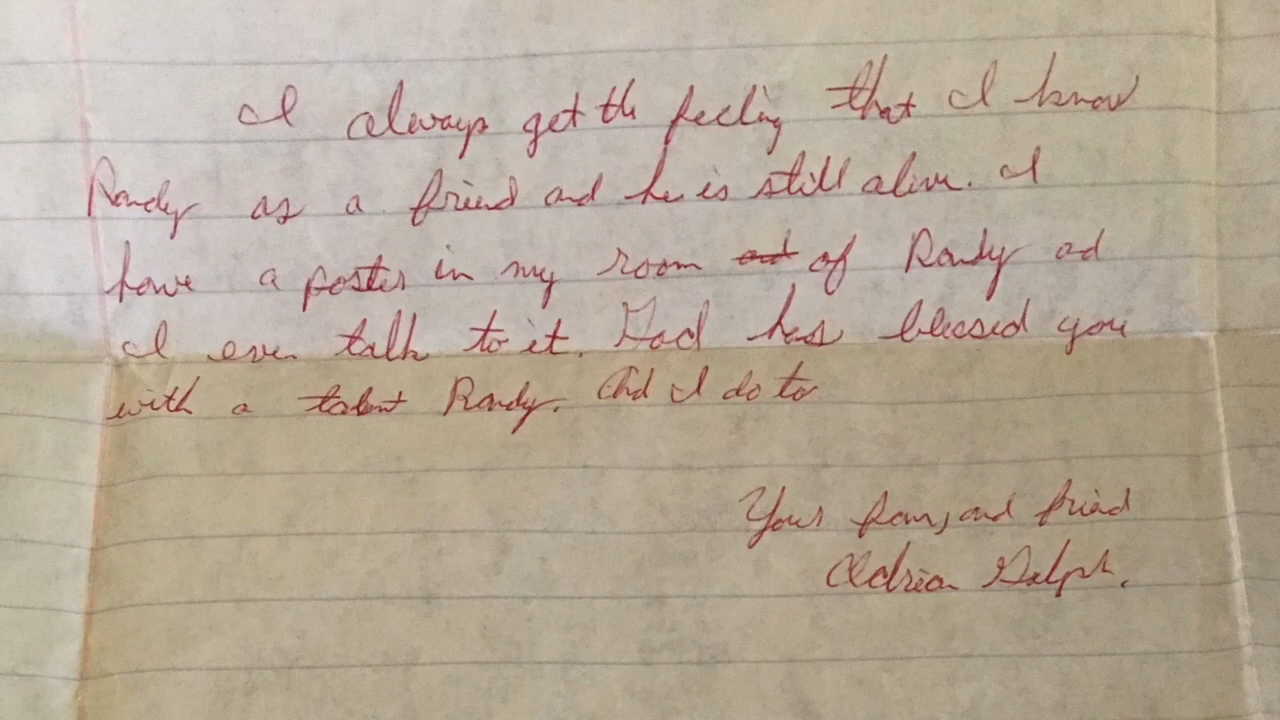 I always get the feeling that I know
Randy as a friend and he is still alive. I
have a poster in my room and of Randy ad
I even talk to it. God has blessed you
with a talent Randy. And I do to
Your fan, and friend
Adrian